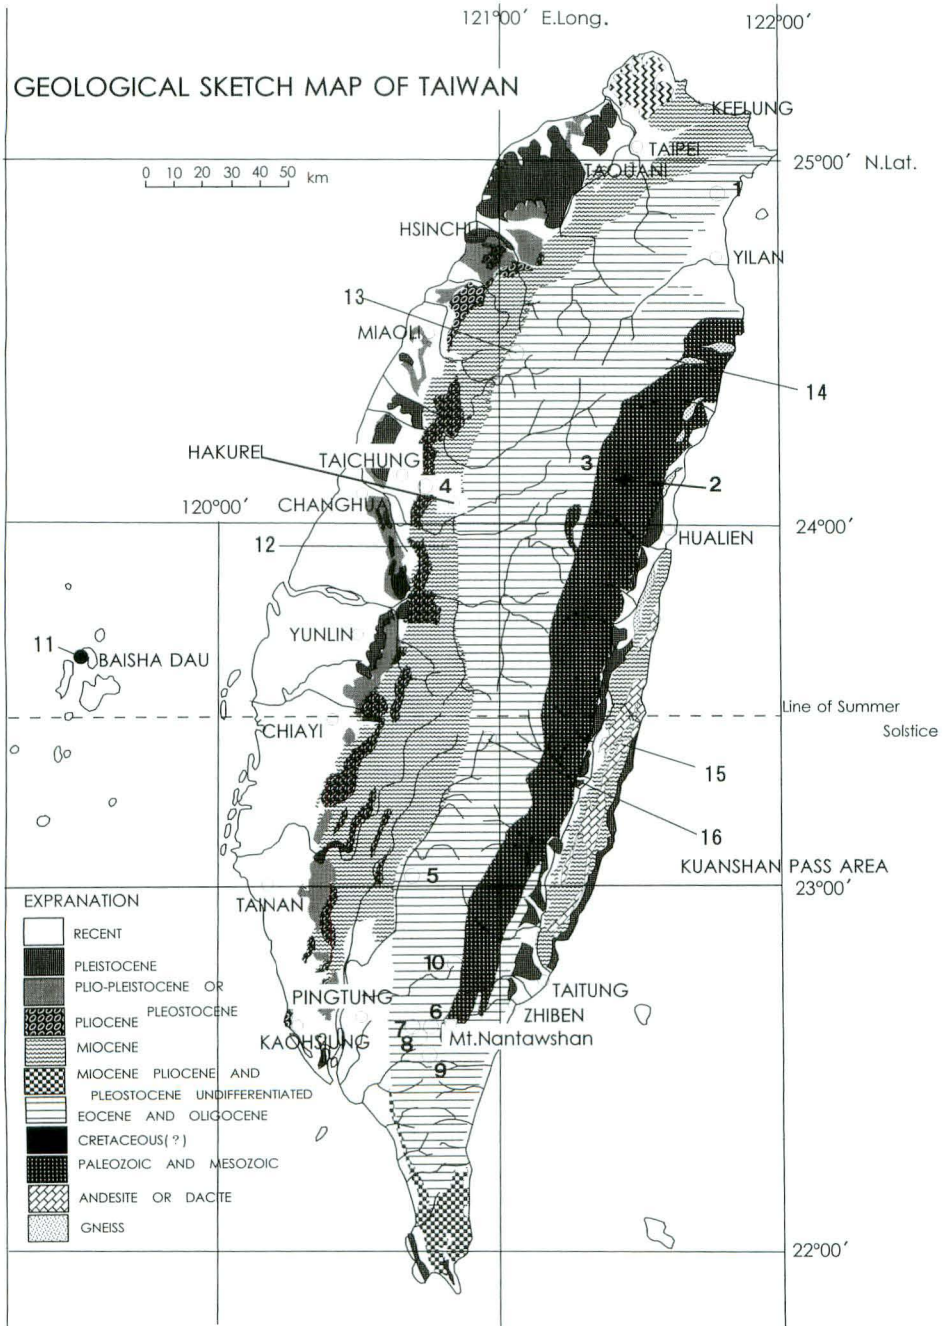 121°00′ E.Long.
122°00′
GEOLOGICAL SKETCH MAP OF TAIWAN
KEELUNG
TAIPEI
25°00′ N.Lat.
TAOUANI
0 10 20 30 40 50 km
1
HSINCHU
YILAN
13
MIAOLI
14
HAKUREI
TAICHUNG
3
4
2
CHANGHUA
120°00′
24°00′
HUALIEN
12
YUNLIN
11
BAISHA DAU
Line of Summer
Solstice
CHIAYI
15
16
KUANSHAN PASS AREA
5
23°00′
EXPRANATION
TAINAN
RECENT
PLEISTOCENE
10
PLIO-PLEISTOCENE OR
PLEOSTOCENE
TAITUNG
PINGTUNG
6
ZHIBEN
PLIOCENE
7
KAOHSIUNG
8
Mt.Nantawshan
MIOCENE
9
MIOCENE PLIOCENE AND
PLEOSTOCENE UNDIFFERENTIATED
EOCENE AND OLIGOCENE
CRETACEOUS(?)
PALEOZOIC AND MESOZOIC
ANDESITE OR DACITE
GNEISS
22°00′